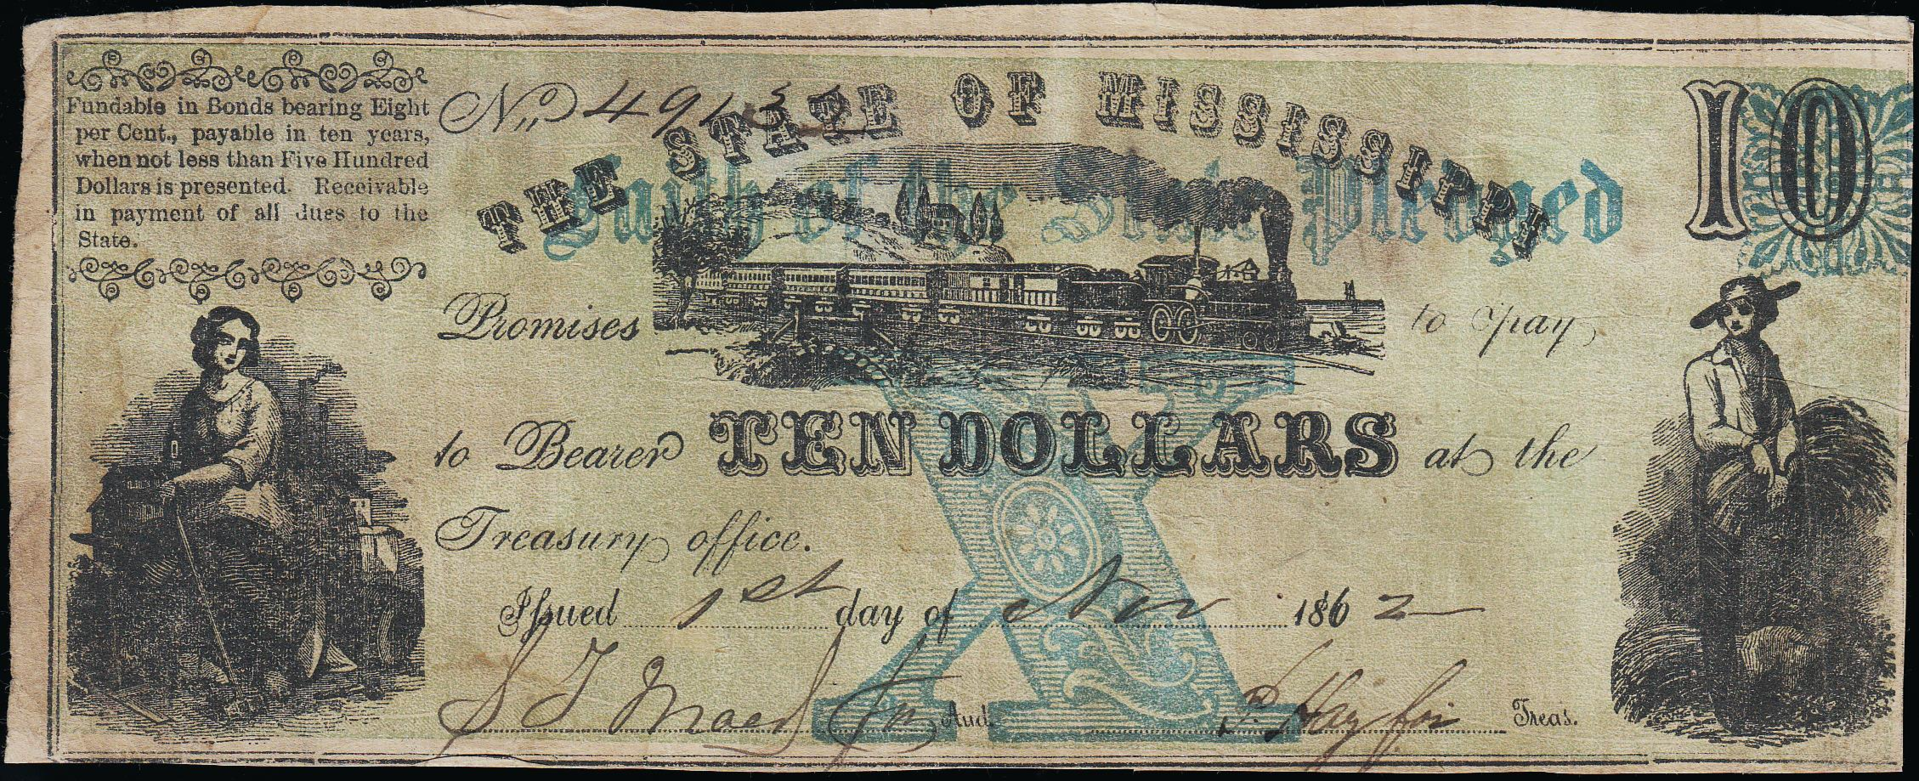 Fundable in Bonds bearing Eight
per Cent., payable in ten years,
when not less than Five Hundred
Dollars is presented. Receivable
in payment of all dues to the
State.
No.
THE STATE OF MISSISSIPPI
10
Faith of the State Pledged
Promises to pay
to Bearer TEN DOLLARS at the
Treasury office.
X
Issued 1st day of Nov 1862
Aud. Treas.